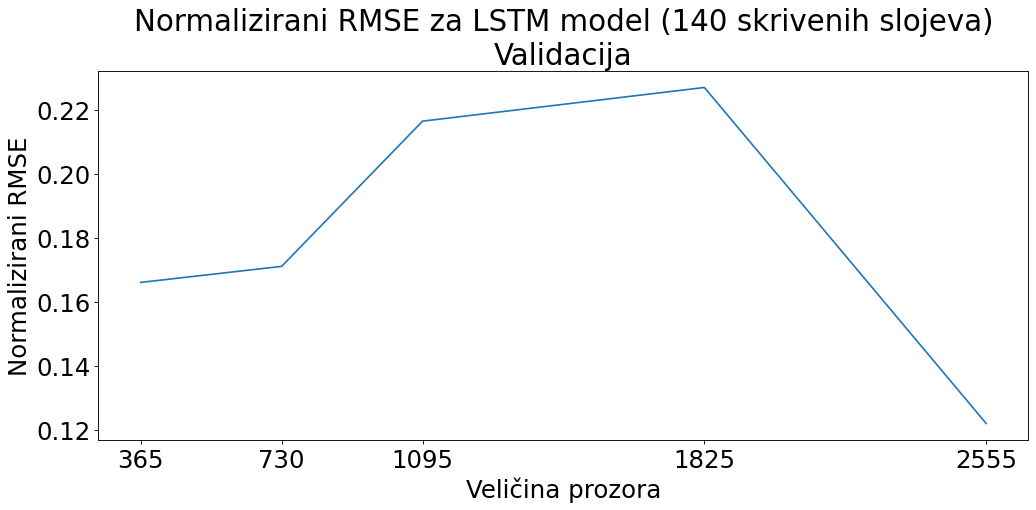 Normalizirani RMSE za LSTM model (140 skrivenih slojeva)
Validacija
Normalizirani RMSE
0.22
0.20
0.18
0.16
0.14
0.12
365 730 1095 1825 2555
Veličina prozora